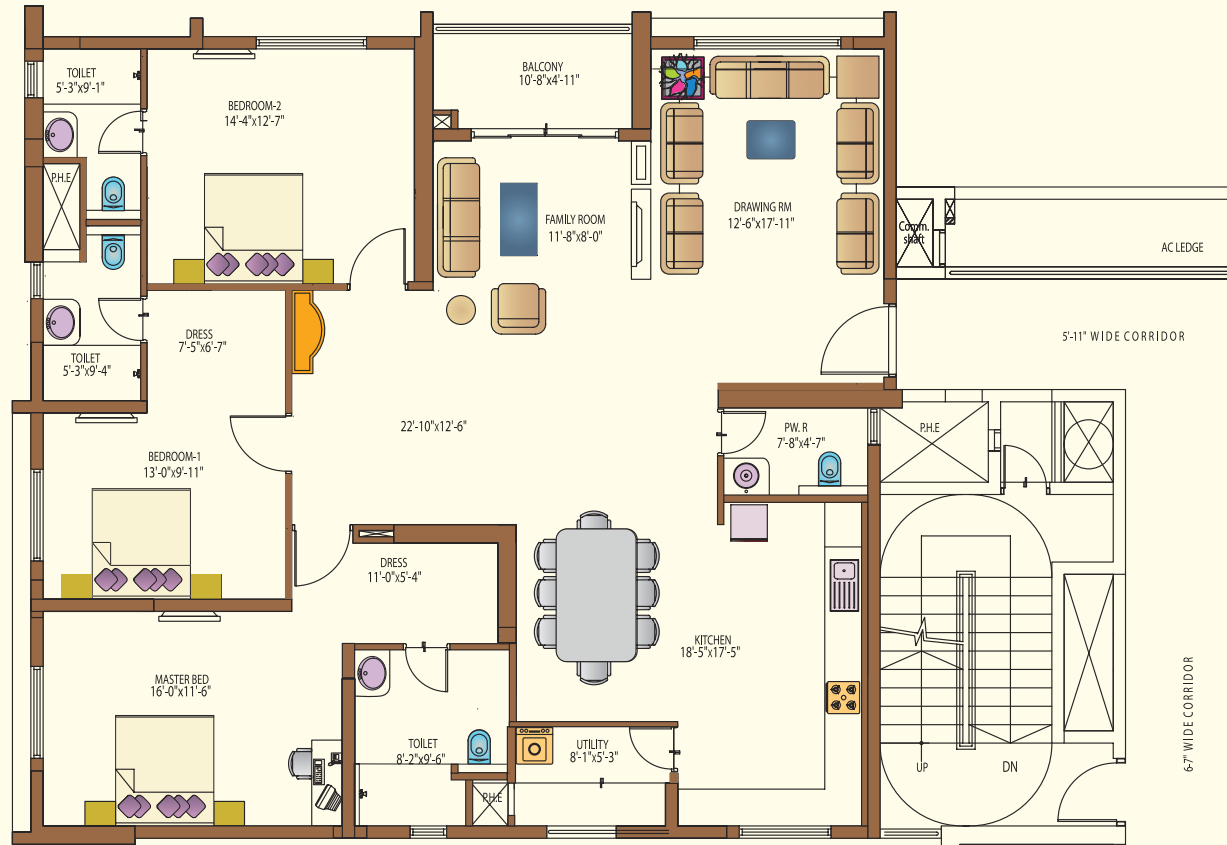 TOILET
5'-3"x9'-1"
BEDROOM-2
14'-4"x12'-7"
BALCONY
10'-8"x4'-11"
P.H.E
FAMILY ROOM
11'-8"x8'-0"
DRAWING RM
12'-6"x17'-11"
Comm.
shaft
AC LEDGE
DRESS
7'-5"x6'-7"
TOILET
5'-3"x9'-4"
5'-11" WIDE CORRIDOR
22'-10"x12'-6"
PW. R
7'-8"x4'-7"
P.H.E
BEDROOM-1
13'-0"x9'-11"
DRESS
11'-0"x5'-4"
KITCHEN
18'-5"x17'-5"
MASTER BED
16'-0"x11'-6"
TOILET
8'-2"x9'-6"
UTILITY
8'-1"x5'-3"
P.H.E
UP
DN
6-7" WIDE CORRIDOR